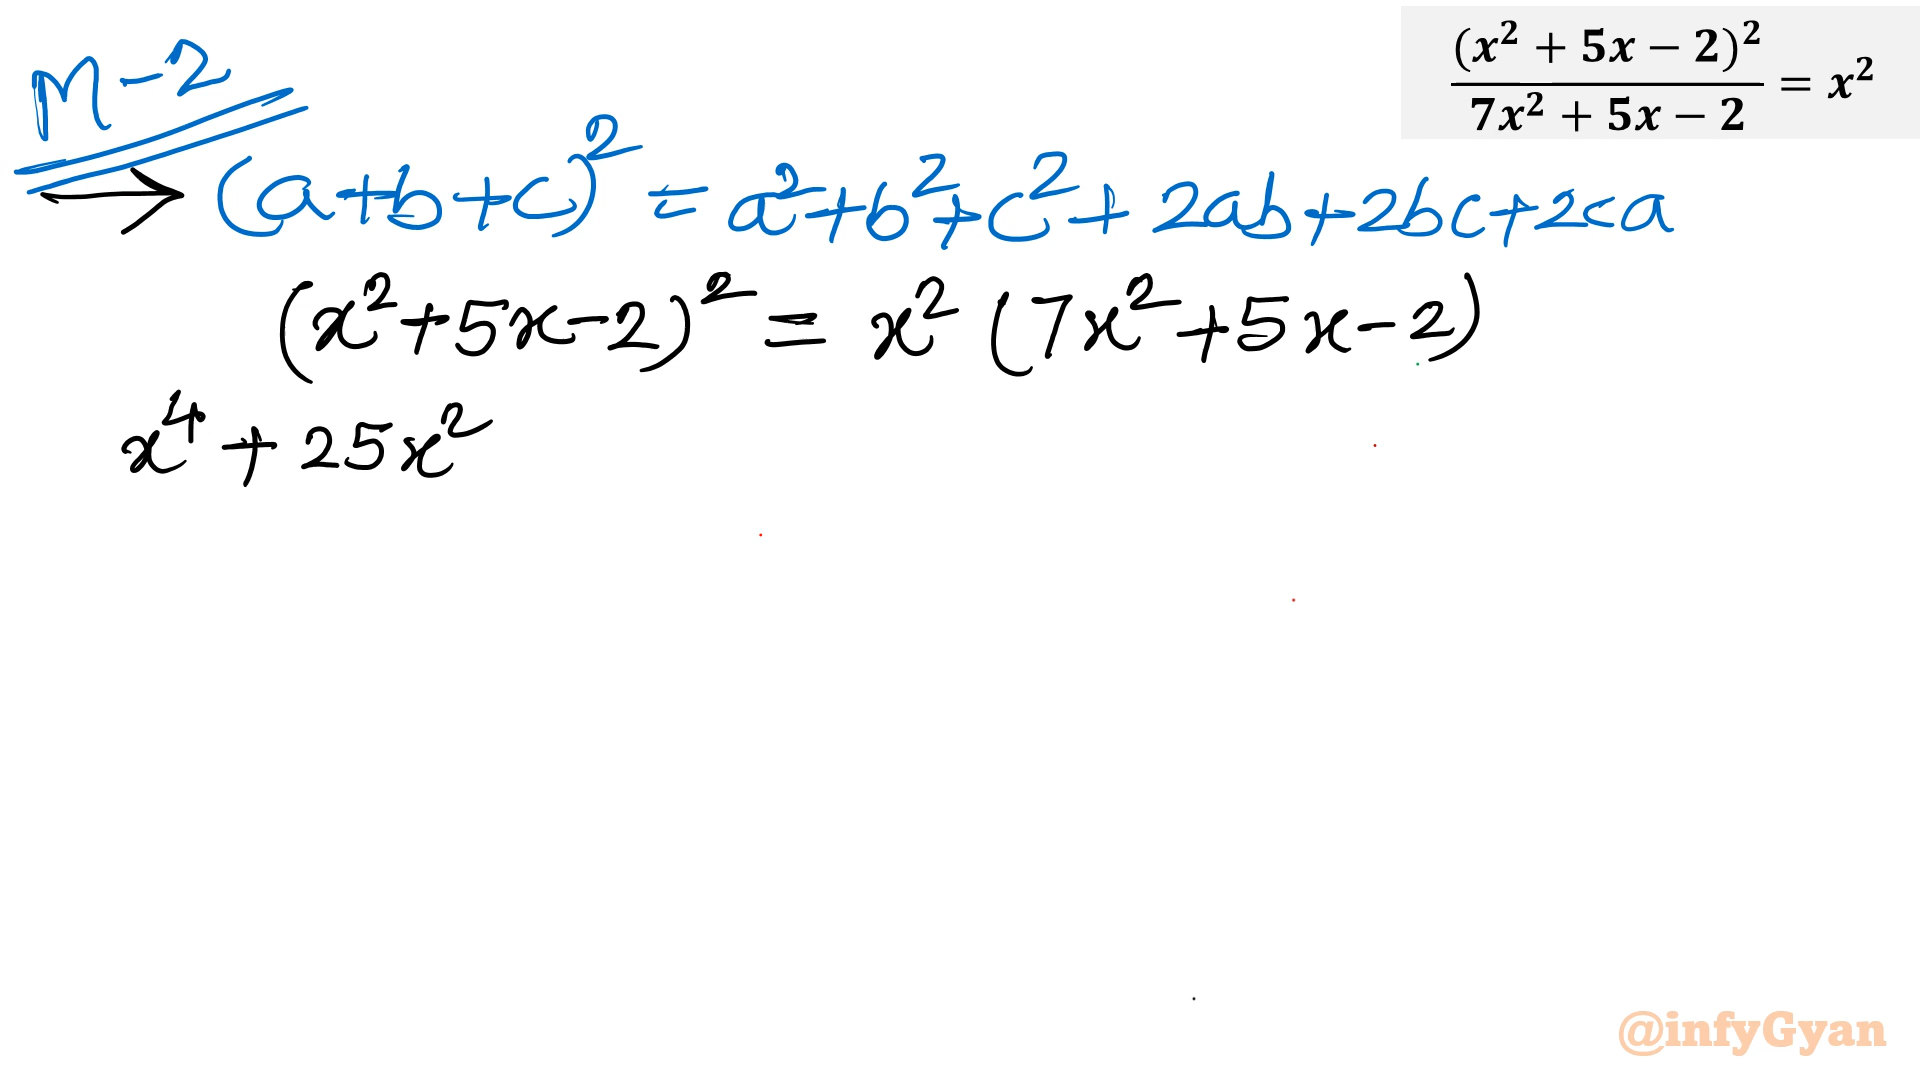 M-2
(x² + 5x − 2)² / 7x² + 5x − 2 = x²
→ (a+b+c)² = a²+b²+c²+2ab+2bc+2ca
(x²+5x-2)² = x² (7x²+5x-2)
x⁴ + 25x²
@infyGyan